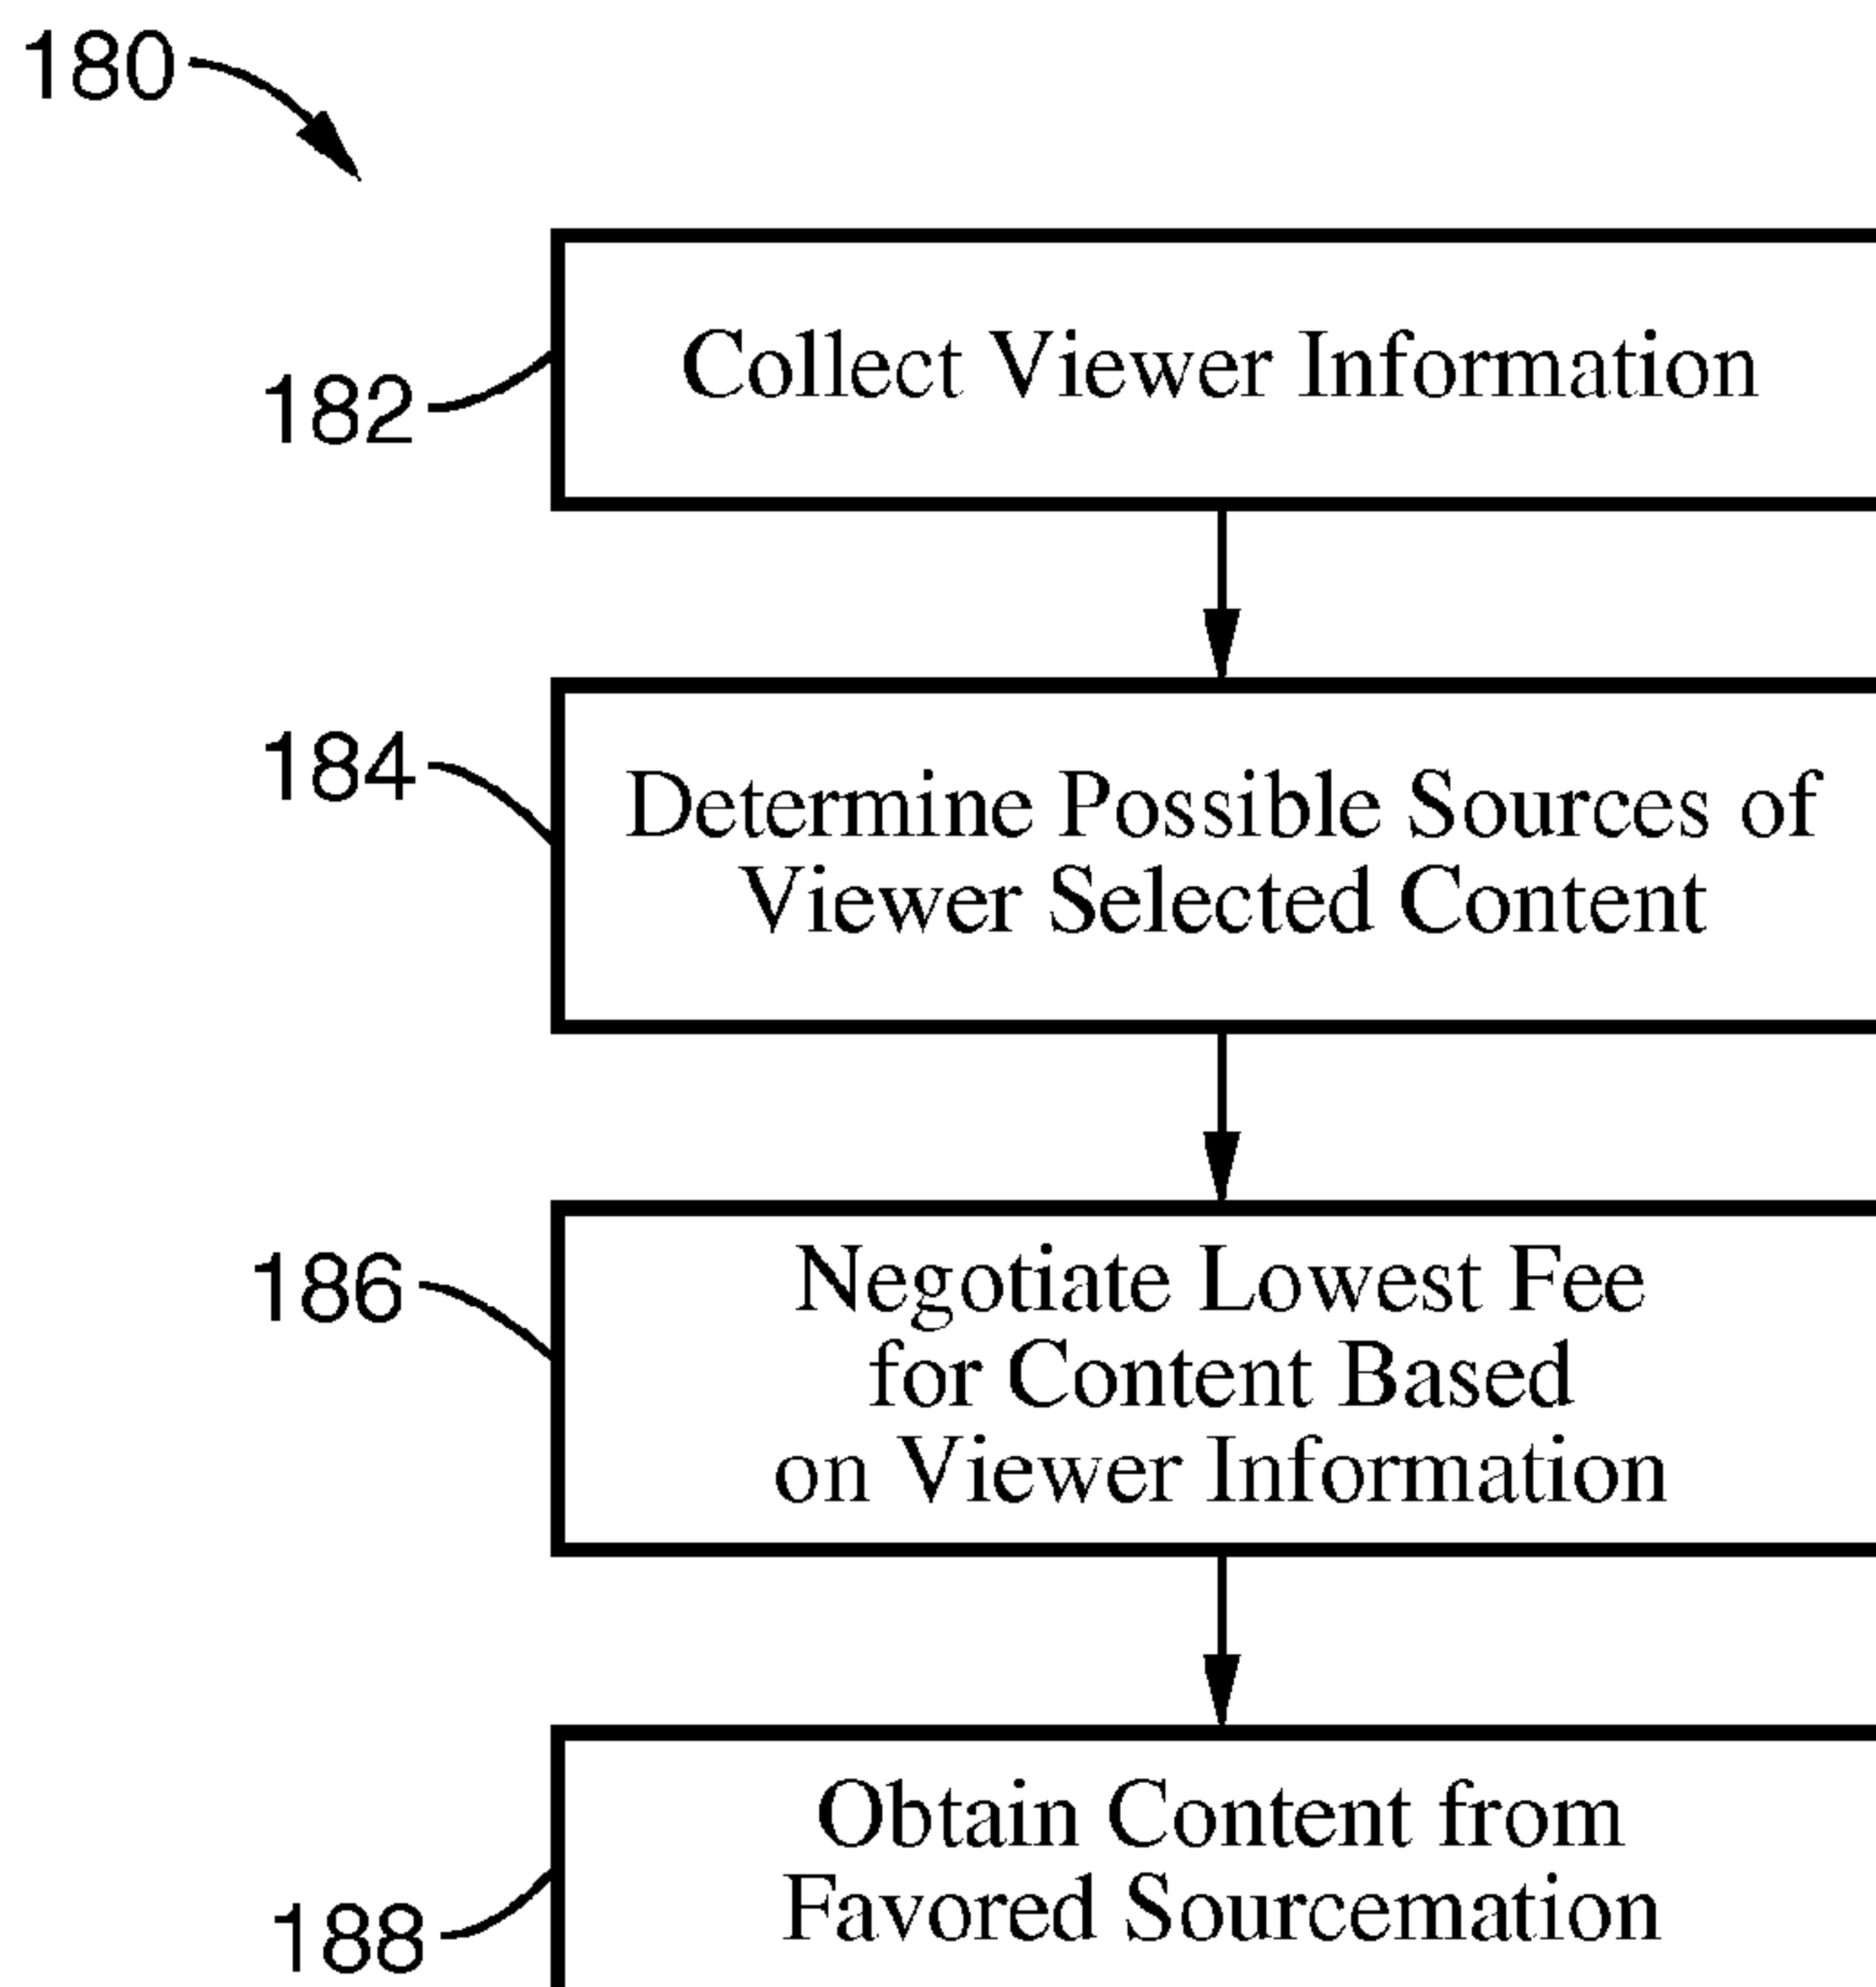 180
182
Collect Viewer Information
184
Determine Possible Sources of
Viewer Selected Content
186
Negotiate Lowest Fee
for Content Based
on Viewer Information
188
Obtain Content from
Favored Sourcemation